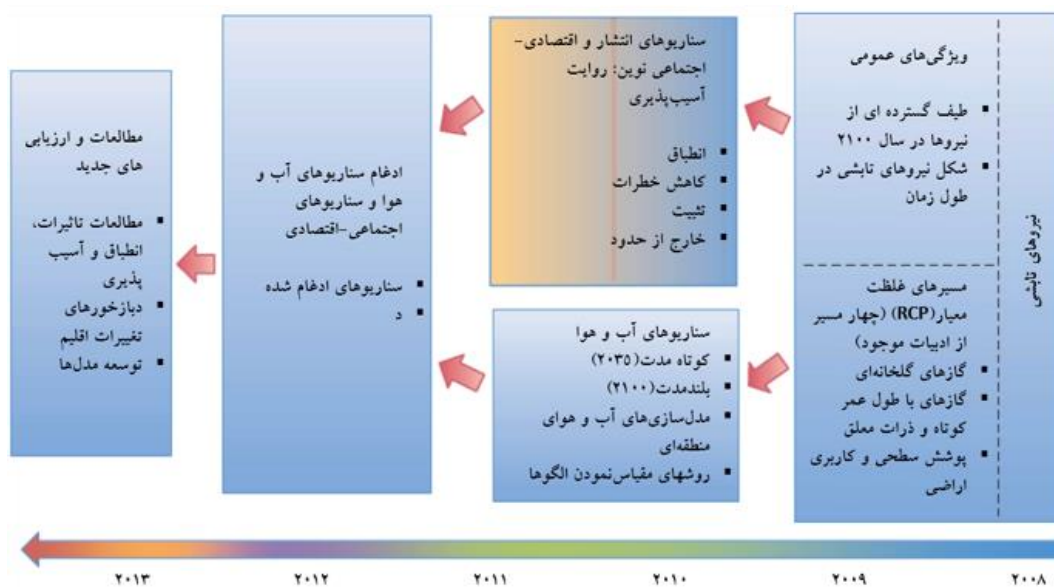 نیروهای تابشی
ویژگی‌های عمومی
▪ طیف گسترده ای از
نیروها در سال ۲۱۰۰
▪ شکل نیروهای تابشی در
طول زمان
مسیرهای غلظت
معیار(RCP) (چهار مسیر
از ادبیات موجود)
▪ گازهای گلخانه‌ای
▪ گازهای با طول عمر
کوتاه و ذرات معلق
▪ پوشش سطحی و کاربری
اراضی
سناریوهای انتشار و اقتصادی-
اجتماعی نوین: روایت
آسیب‌پذیری
▪ انطباق
▪ کاهش خطرات
▪ تثبیت
▪ خارج از حدود
سناریوهای آب و هوا
▪ کوتاه مدت(۲۰۳۵)
▪ بلندمدت(۲۱۰۰)
▪ مدل‌سازی‌های آب و هوای
منطقه‌ای
▪ روشهای مقیاس‌نمودن الگوها
ادغام سناریوهای آب و
هوا و سناریوهای
اجتماعی-اقتصادی
▪ سناریوهای ادغام شده
▪ د
مطالعات و ارزیابی
های جدید
▪ مطالعات تاثیرات،
انطباق و آسیب
پذیری
▪ دبازخورهای
تغییرات اقلیم
▪ توسعه مدل‌ها
۲۰۰۸
۲۰۰۹
۲۰۱۰
۲۰۱۱
۲۰۱۲
۲۰۱۳